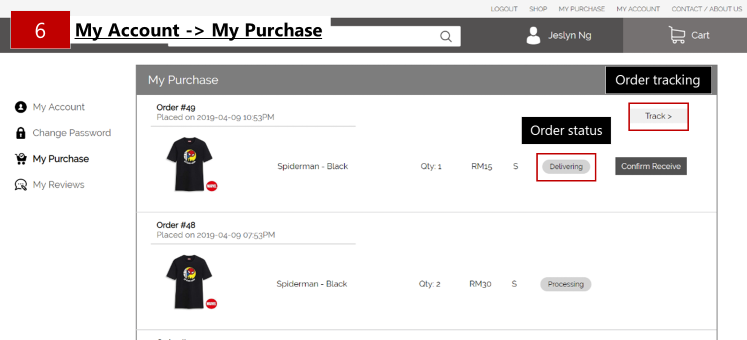 LOGOUT SHOP MY PURCHASE MY ACCOUNT CONTACT / ABOUT US
6 My Account -> My Purchase
Jeslyn Ng
Cart
My Purchase
Order tracking
My Account
Change Password
My Purchase
My Reviews
Order #49
Placed on 2019-04-09 10:53PM
Track >
Order status
Spiderman - Black Qty: 1 RM15 S Delivering Confirm Receive
MARVEL
Order #48
Placed on 2019-04-09 07:53PM
Spiderman - Black Qty: 2 RM30 S Processing